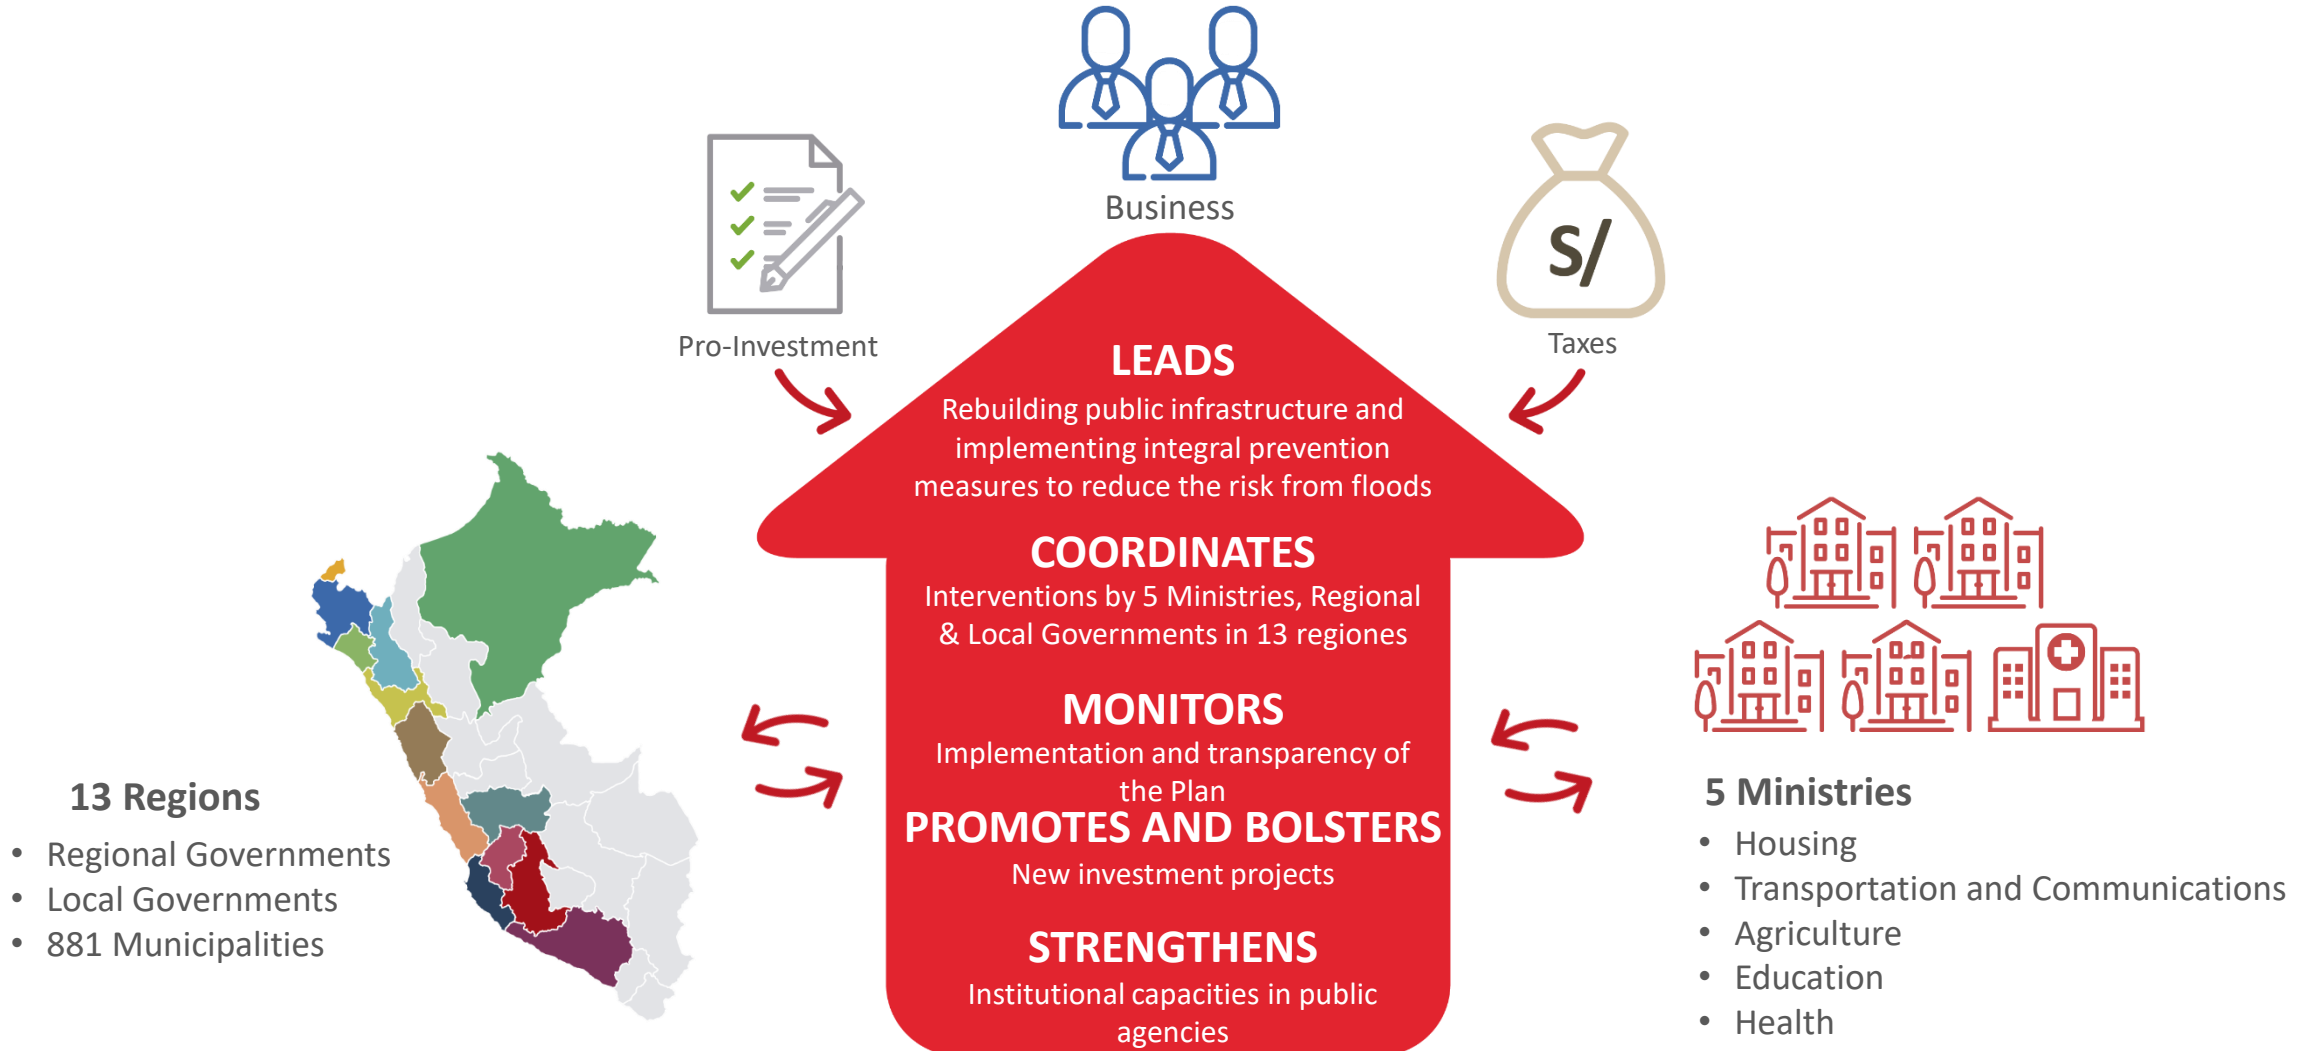 Business
Pro-Investment
S/
Taxes
LEADS
Rebuilding public infrastructure and
implementing integral prevention
measures to reduce the risk from floods
COORDINATES
Interventions by 5 Ministries, Regional
& Local Governments in 13 regiones
MONITORS
Implementation and transparency of
the Plan
PROMOTES AND BOLSTERS
New investment projects
STRENGTHENS
Institutional capacities in public
agencies
13 Regions
• Regional Governments
• Local Governments
• 881 Municipalities
5 Ministries
• Housing
• Transportation and Communications
• Agriculture
• Education
• Health